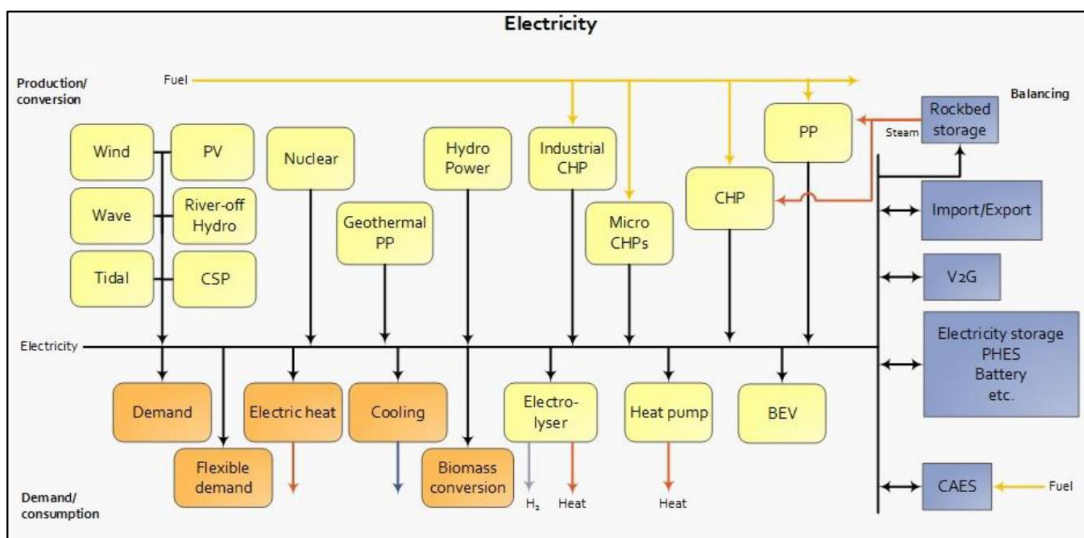 Electricity
Production/
conversion
Fuel
Balancing
Wind
PV
Nuclear
Hydro
Power
Industrial
CHP
PP
Steam
Rockbed
storage
Wave
River-off
Hydro
Geothermal
PP
Micro
CHPs
CHP
Import/Export
Tidal
CSP
V2G
Electricity
Electricity storage
PHES
Battery
etc.
Demand
Electric heat
Cooling
Electro-
lyser
Heat pump
BEV
Flexible
demand
Biomass
conversion
Demand/
consumption
H₂
Heat
Heat
CAES
Fuel